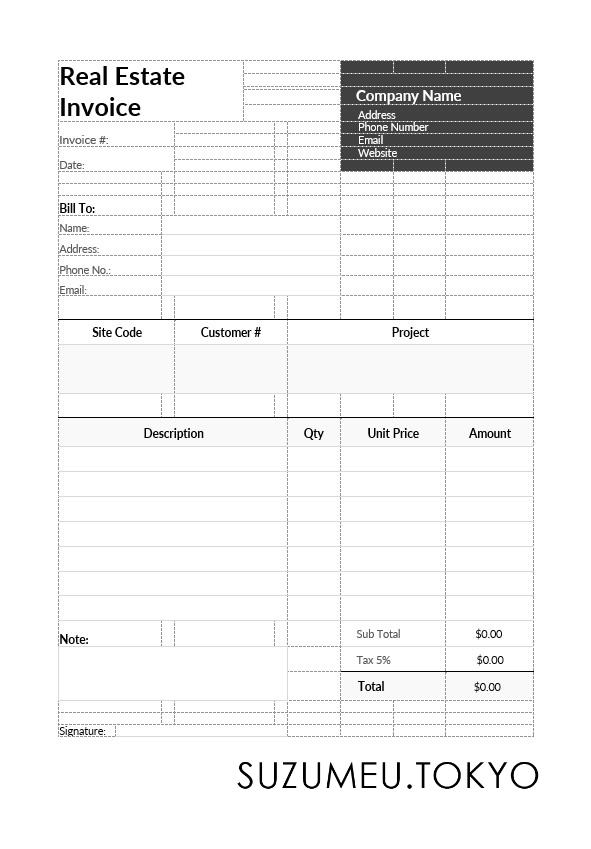 Real Estate
Invoice
Company Name
Address
Phone Number
Email
Website
Invoice #:
Date:
Bill To:
Name:
Address:
Phone No.:
Email:
Site Code Customer # Project
Description Qty Unit Price Amount
Note:
Sub Total $0.00
Tax 5% $0.00
Total $0.00
Signature:
SUZUMEU.TOKYO